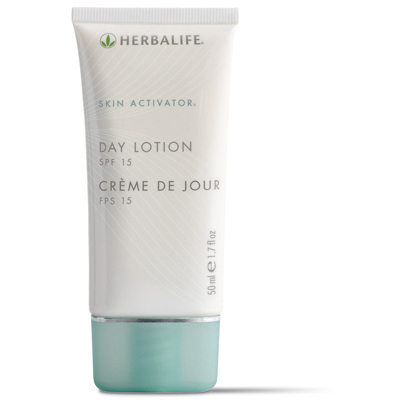 HERBALIFE®
SKIN ACTIVATOR®
DAY LOTION
SPF 15
CRÈME DE JOUR
FPS 15
50 ml ℮ 1.7 fl oz